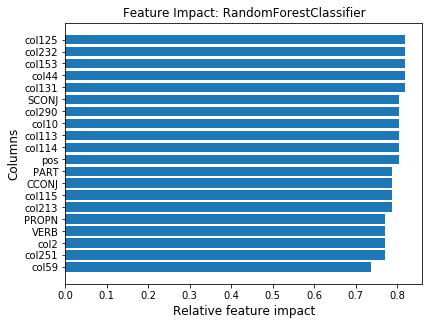 Feature Impact: RandomForestClassifier
Columns
col125
col232
col153
col44
col131
SCONJ
col290
col10
col113
col114
pos
PART
CCONJ
col115
col213
PROPN
VERB
col2
col251
col59
0.0 0.1 0.2 0.3 0.4 0.5 0.6 0.7 0.8
Relative feature impact